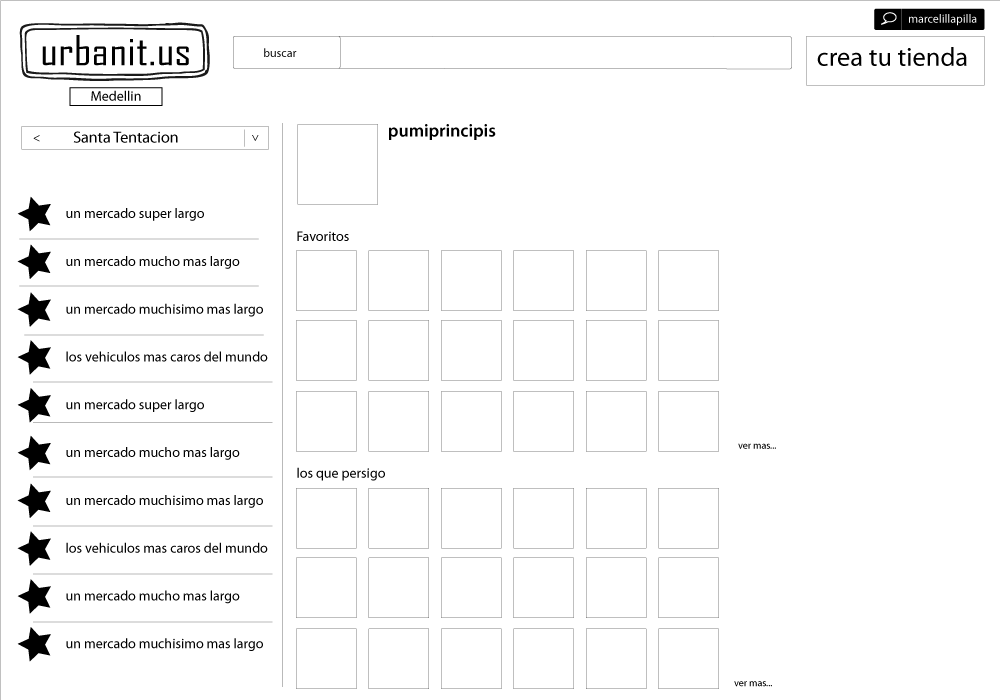 marcelillapilla
urbanit.us
buscar
crea tu tienda
Medellin
< Santa Tentacion v
pumiprincipis
un mercado super largo
un mercado mucho mas largo
un mercado muchisimo mas largo
los vehiculos mas caros del mundo
un mercado super largo
un mercado mucho mas largo
un mercado muchisimo mas largo
los vehiculos mas caros del mundo
un mercado mucho mas largo
un mercado muchisimo mas largo
Favoritos
ver mas...
los que persigo
ver mas...